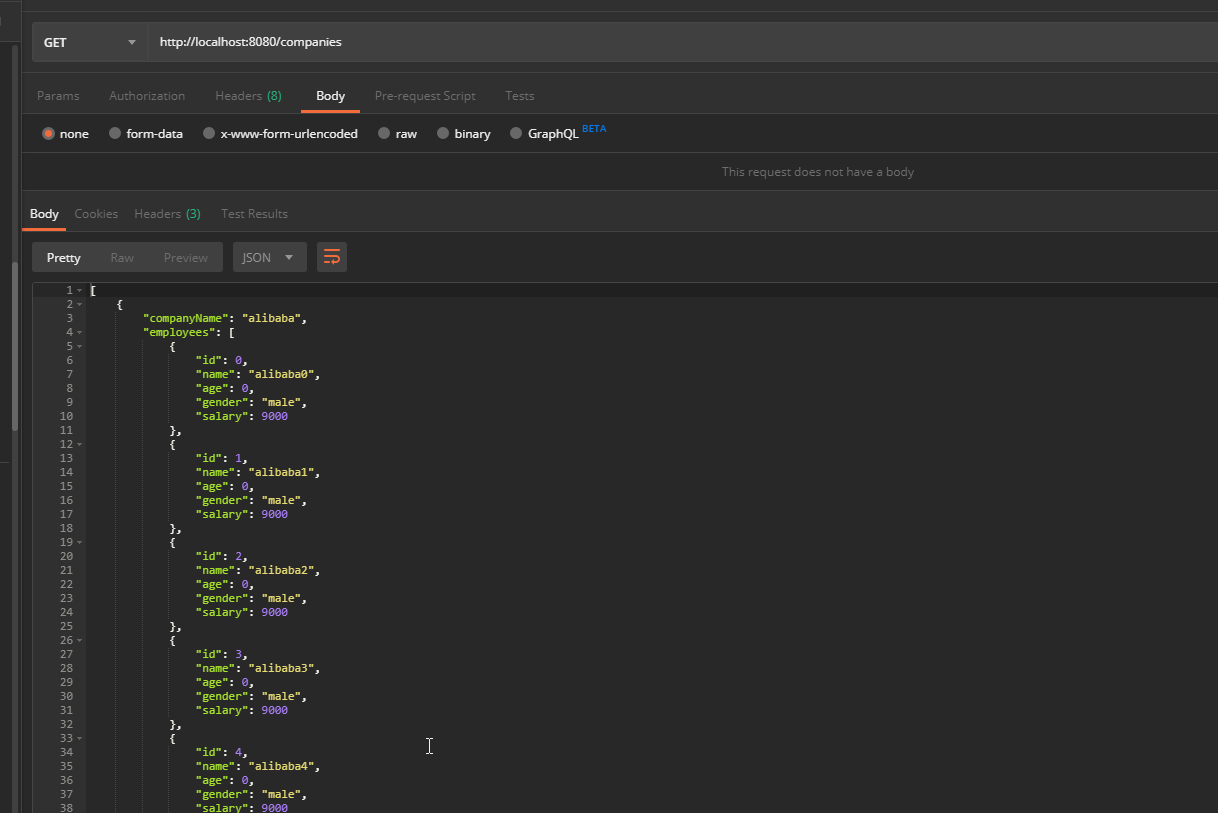 GET http://localhost:8080/companies
Params Authorization Headers (8) Body Pre-request Script Tests
none form-data x-www-form-urlencoded raw binary GraphQL BETA
This request does not have a body
Body Cookies Headers (3) Test Results
Pretty Raw Preview JSON
1 [
2 {
3 "companyName": "alibaba",
4 "employees": [
5 {
6 "id": 0,
7 "name": "alibaba0",
8 "age": 0,
9 "gender": "male",
10 "salary": 9000
11 },
12 {
13 "id": 1,
14 "name": "alibaba1",
15 "age": 0,
16 "gender": "male",
17 "salary": 9000
18 },
19 {
20 "id": 2,
21 "name": "alibaba2",
22 "age": 0,
23 "gender": "male",
24 "salary": 9000
25 },
26 {
27 "id": 3,
28 "name": "alibaba3",
29 "age": 0,
30 "gender": "male",
31 "salary": 9000
32 },
33 {
34 "id": 4,
35 "name": "alibaba4",
36 "age": 0,
37 "gender": "male",
38 "salary": 9000